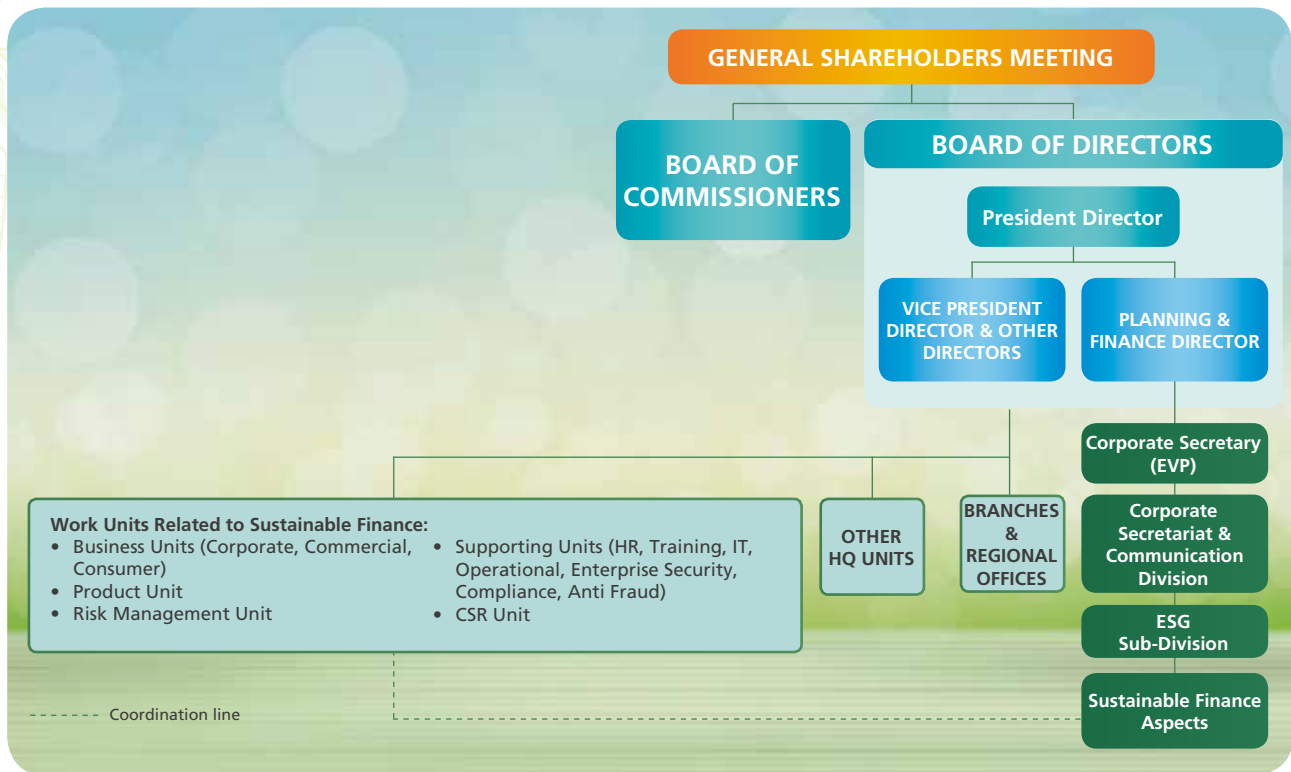 GENERAL SHAREHOLDERS MEETING
BOARD OF
COMMISSIONERS
BOARD OF DIRECTORS
President Director
VICE PRESIDENT
DIRECTOR & OTHER
DIRECTORS
PLANNING &
FINANCE DIRECTOR
Corporate Secretary
(EVP)
Work Units Related to Sustainable Finance:
• Business Units (Corporate, Commercial,
Consumer)
• Product Unit
• Risk Management Unit
• Supporting Units (HR, Training, IT,
Operational, Enterprise Security,
Compliance, Anti Fraud)
• CSR Unit
OTHER
HQ UNITS
BRANCHES
&
REGIONAL
OFFICES
Corporate
Secretariat &
Communication
Division
ESG
Sub-Division
Sustainable Finance
Aspects
Coordination line